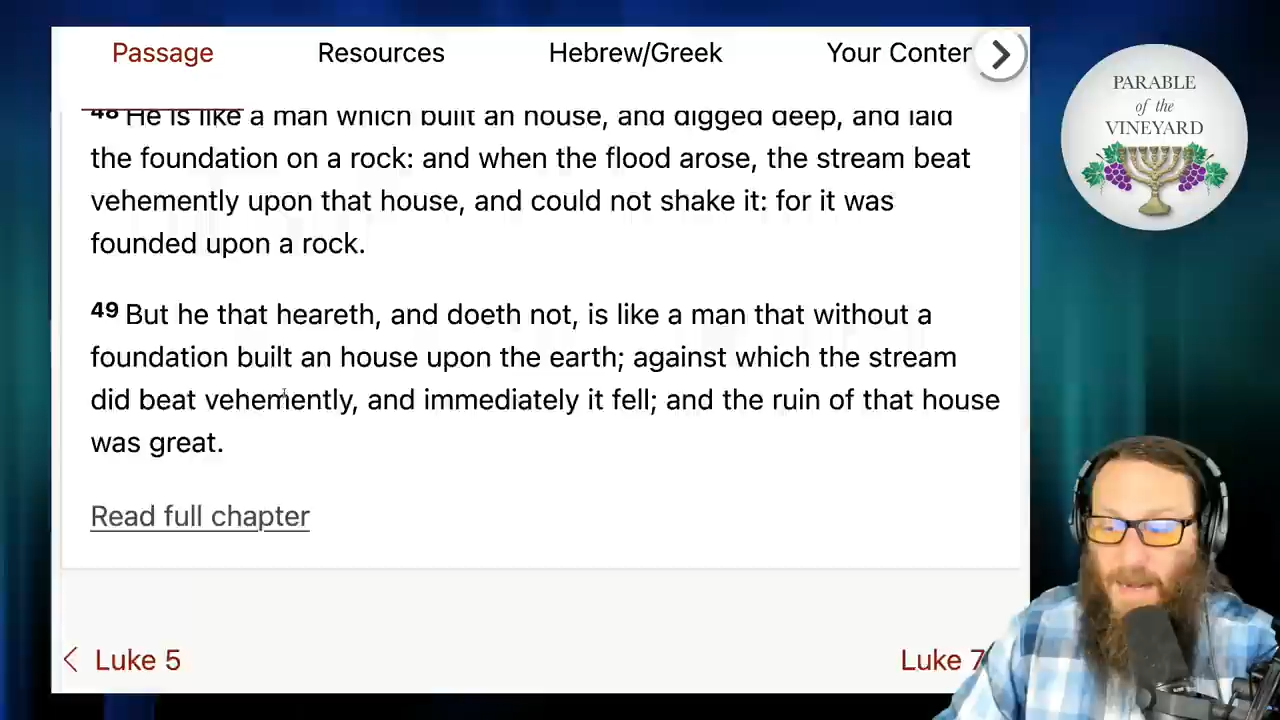 Passage
Resources
Hebrew/Greek
Your Conten
48 He is like a man which built an house, and digged deep, and laid
the foundation on a rock: and when the flood arose, the stream beat
vehemently upon that house, and could not shake it: for it was
founded upon a rock.
49 But he that heareth, and doeth not, is like a man that without a
foundation built an house upon the earth; against which the stream
did beat vehemently, and immediately it fell; and the ruin of that house
was great.
Read full chapter
Luke 5
Luke 7
PARABLE
of the
VINEYARD